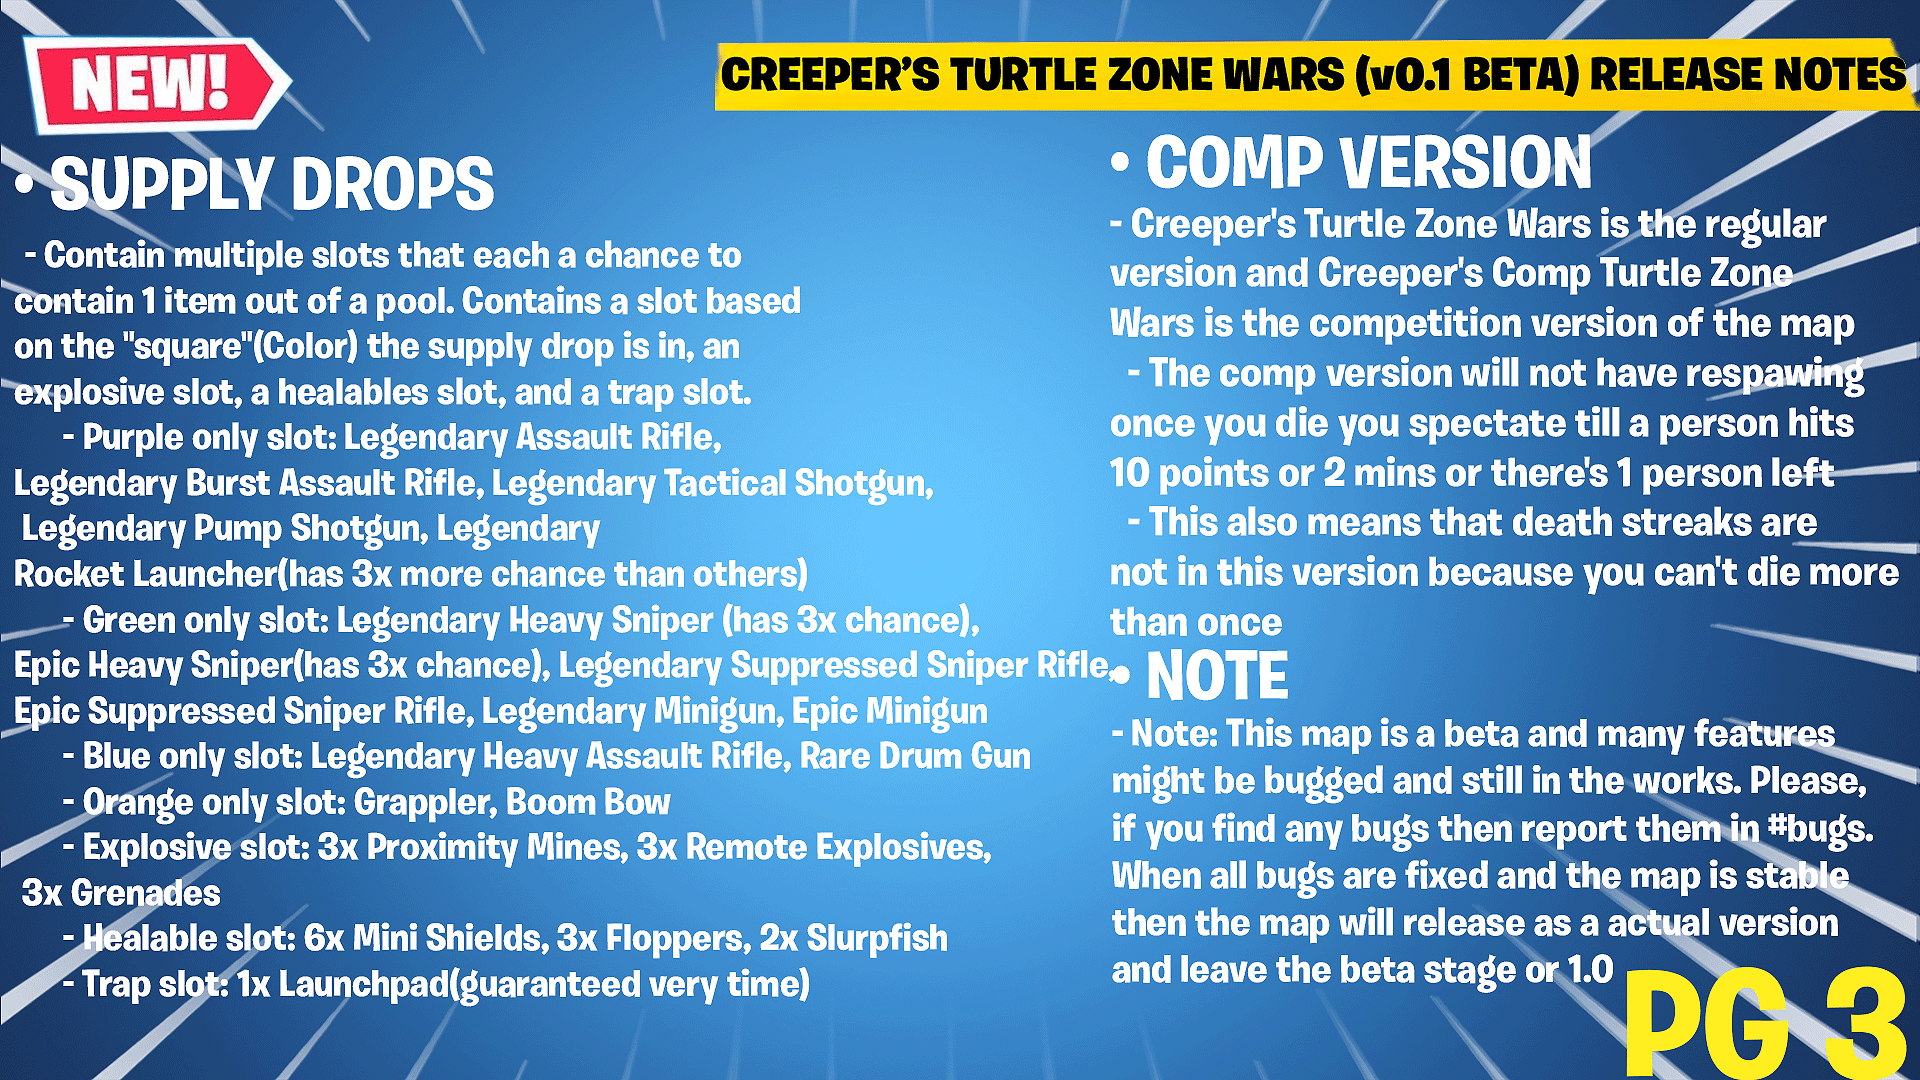 NEW!
CREEPER'S TURTLE ZONE WARS (v0.1 BETA) RELEASE NOTES
• SUPPLY DROPS
- Contain multiple slots that each a chance to
contain 1 item out of a pool. Contains a slot based
on the "square"(Color) the supply drop is in, an
explosive slot, a healables slot, and a trap slot.
- Purple only slot: Legendary Assault Rifle,
Legendary Burst Assault Rifle, Legendary Tactical Shotgun,
Legendary Pump Shotgun, Legendary
Rocket Launcher(has 3x more chance than others)
- Green only slot: Legendary Heavy Sniper (has 3x chance),
Epic Heavy Sniper(has 3x chance), Legendary Suppressed Sniper Rifle,
Epic Suppressed Sniper Rifle, Legendary Minigun, Epic Minigun
- Blue only slot: Legendary Heavy Assault Rifle, Rare Drum Gun
- Orange only slot: Grappler, Boom Bow
- Explosive slot: 3x Proximity Mines, 3x Remote Explosives,
3x Grenades
- Healable slot: 6x Mini Shields, 3x Floppers, 2x Slurpfish
- Trap slot: 1x Launchpad(guaranteed very time)
• COMP VERSION
- Creeper's Turtle Zone Wars is the regular
version and Creeper's Comp Turtle Zone
Wars is the competition version of the map
- The comp version will not have respawing
once you die you spectate till a person hits
10 points or 2 mins or there's 1 person left
- This also means that death streaks are
not in this version because you can't die more
than once
• NOTE
- Note: This map is a beta and many features
might be bugged and still in the works. Please,
if you find any bugs then report them in #bugs.
When all bugs are fixed and the map is stable
then the map will release as a actual version
and leave the beta stage or 1.0
PG 3